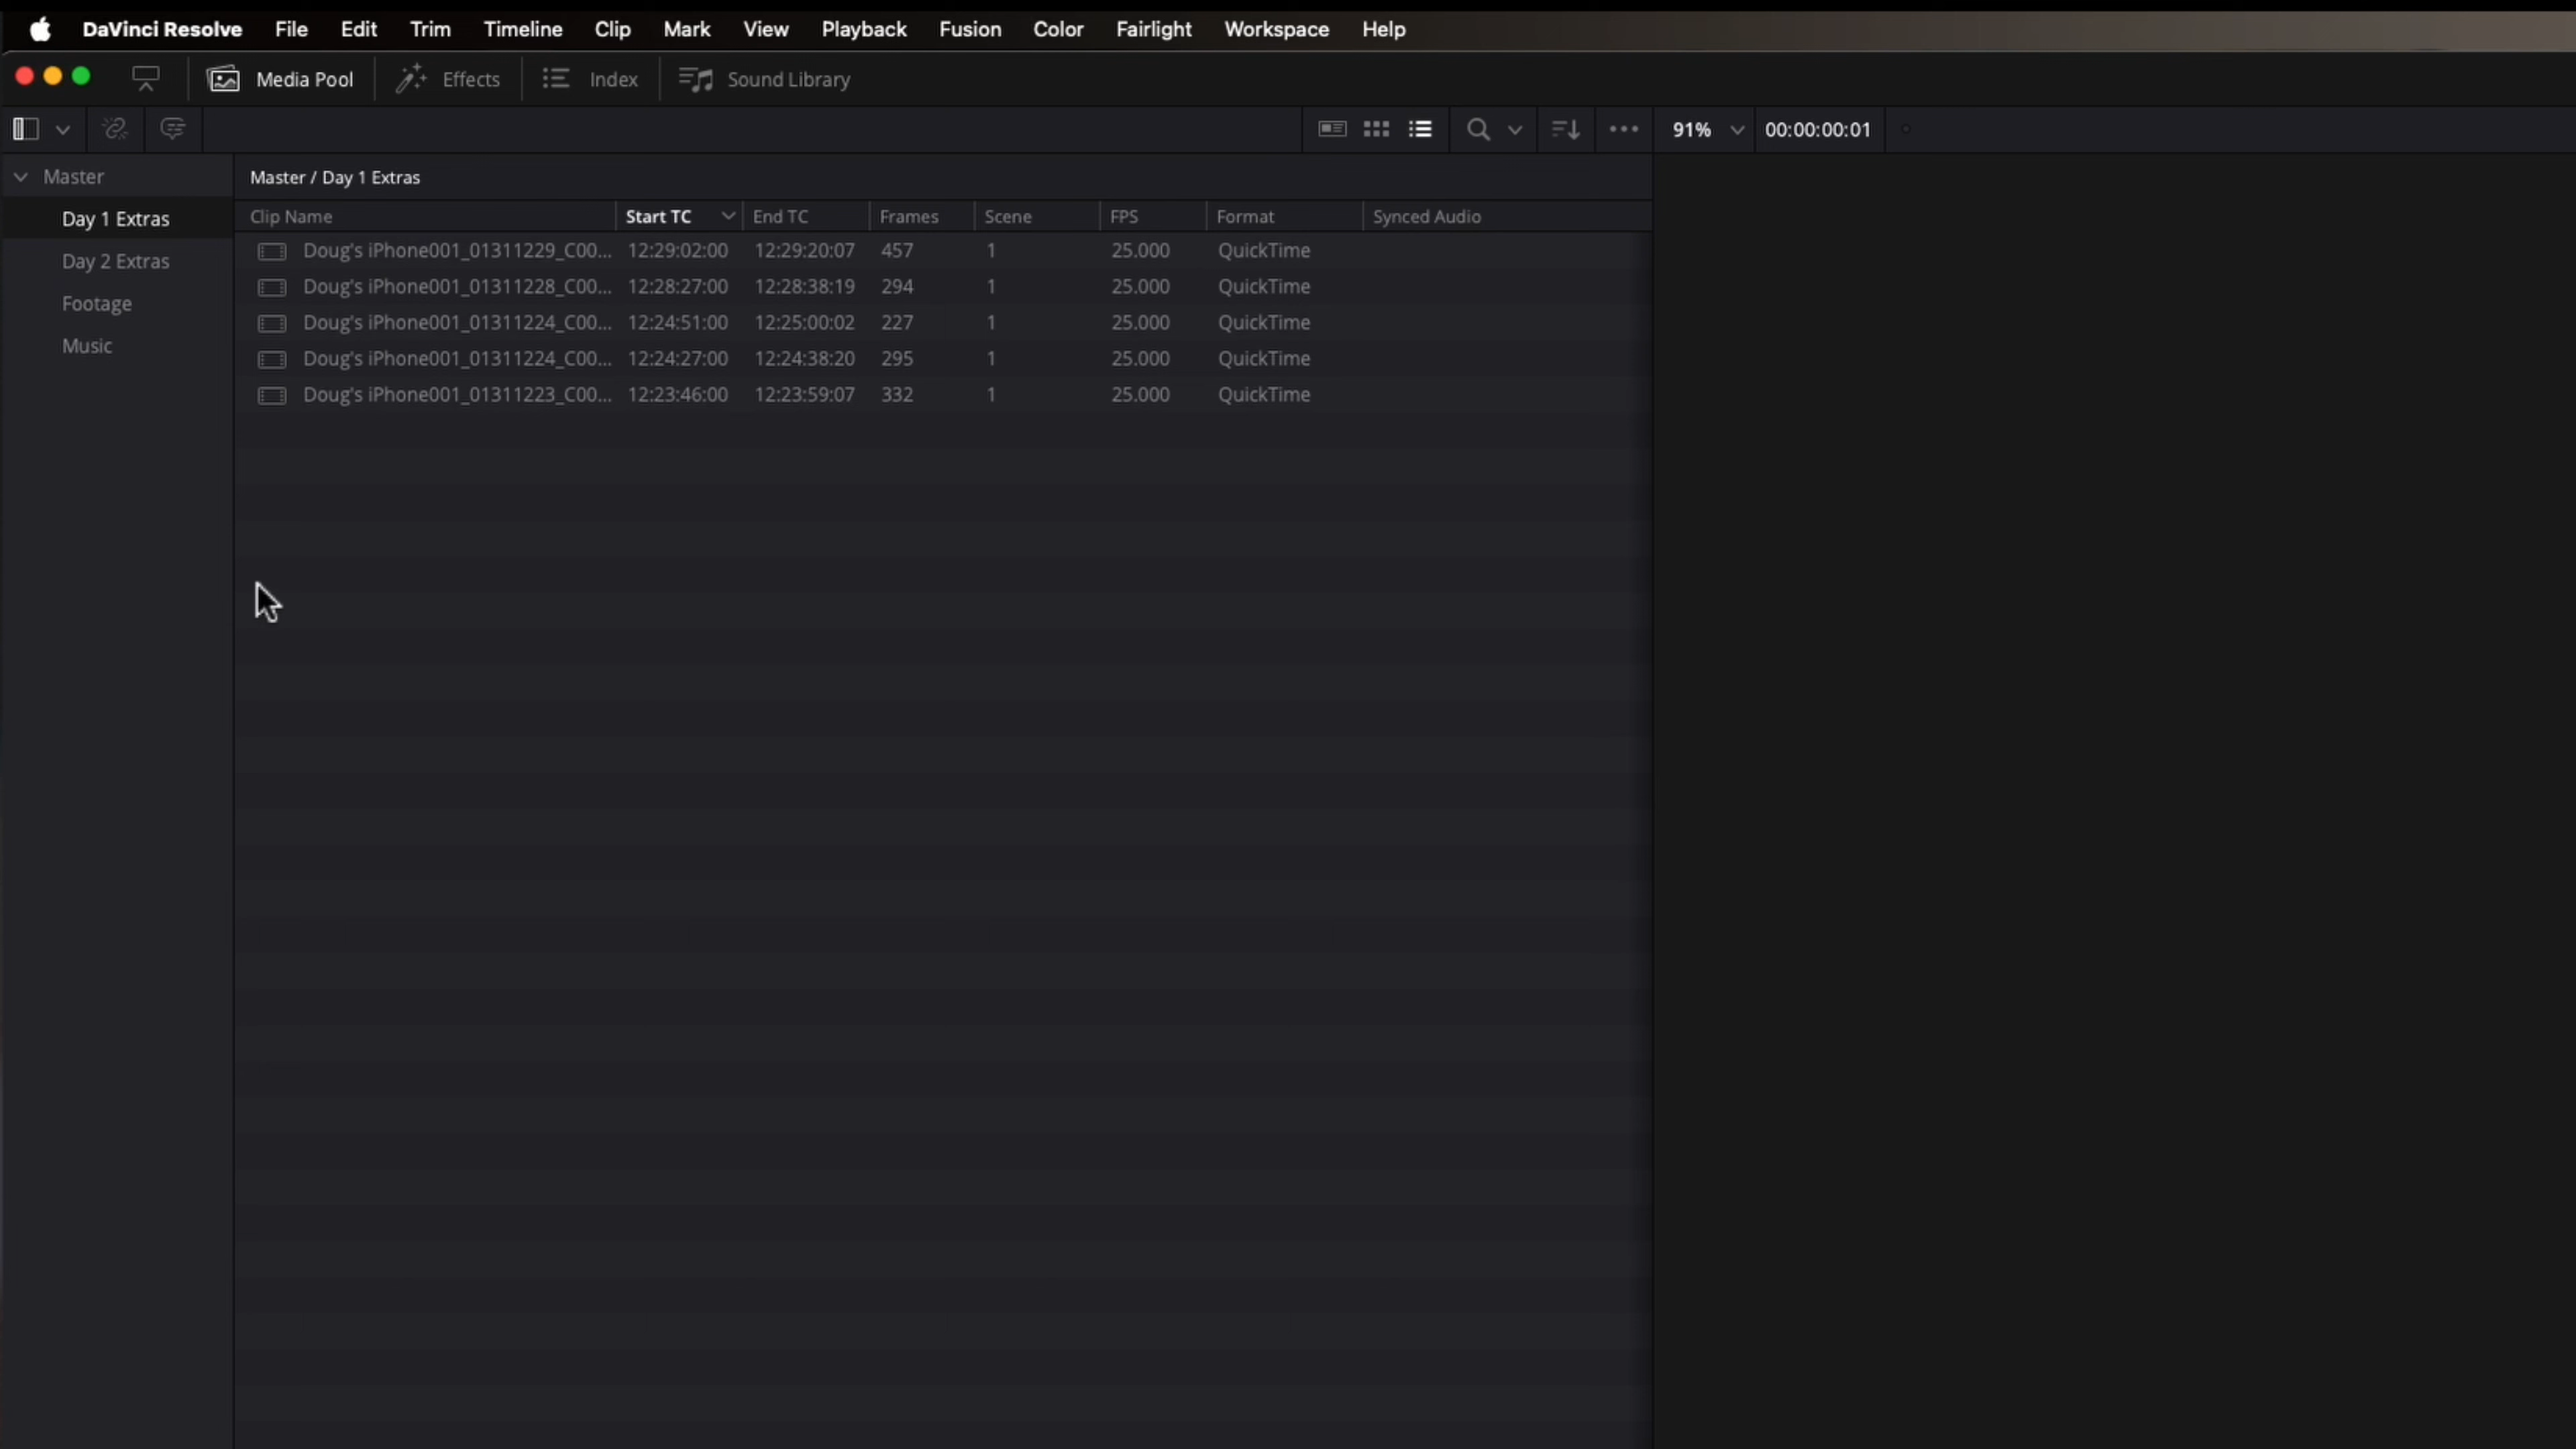 DaVinci Resolve File Edit Trim Timeline Clip Mark View Playback Fusion Color Fairlight Workspace Help
Media Pool Effects Index Sound Library
91% 00:00:00:01
Master
Day 1 Extras
Day 2 Extras
Footage
Music
Master / Day 1 Extras
Clip Name Start TC End TC Frames Scene FPS Format Synced Audio
Doug's iPhone001_01311229_C00... 12:29:02:00 12:29:20:07 457 1 25.000 QuickTime
Doug's iPhone001_01311228_C00... 12:28:27:00 12:28:38:19 294 1 25.000 QuickTime
Doug's iPhone001_01311224_C00... 12:24:51:00 12:25:00:02 227 1 25.000 QuickTime
Doug's iPhone001_01311224_C00... 12:24:27:00 12:24:38:20 295 1 25.000 QuickTime
Doug's iPhone001_01311223_C00... 12:23:46:00 12:23:59:07 332 1 25.000 QuickTime